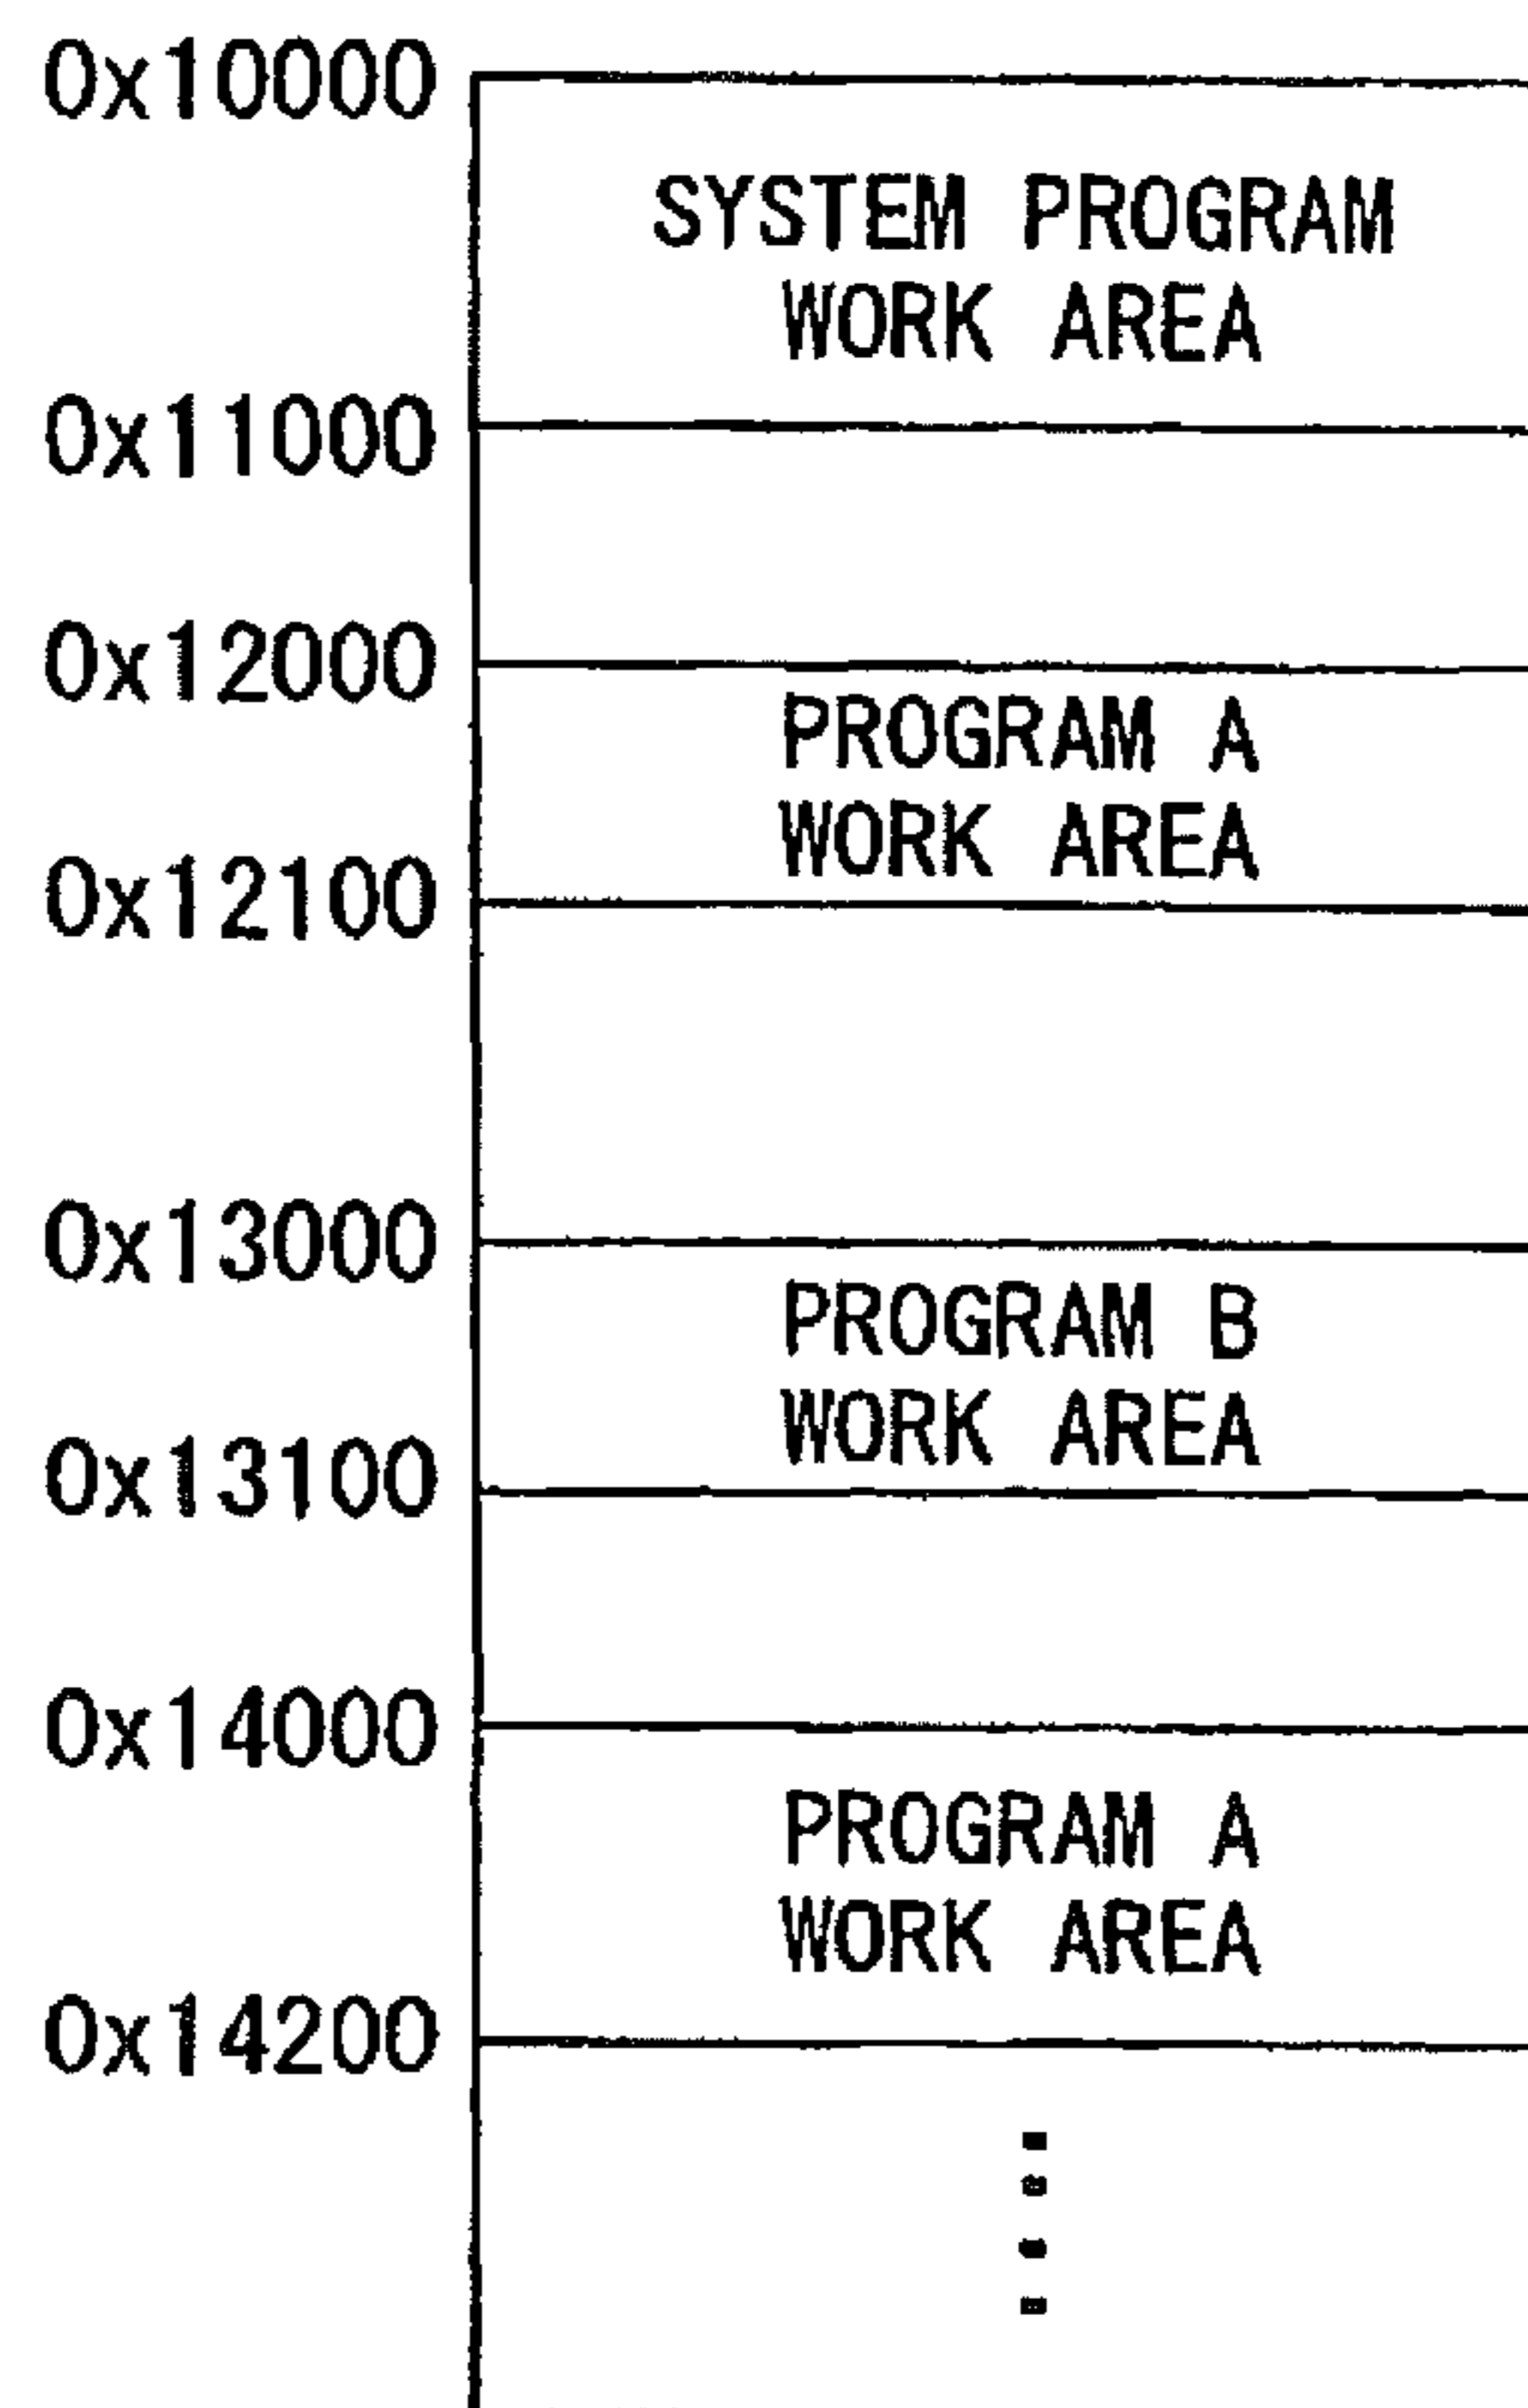 0x10000
SYSTEM PROGRAM
WORK AREA
0x11000
0x12000
PROGRAM A
WORK AREA
0x12100
0x13000
PROGRAM B
WORK AREA
0x13100
0x14000
PROGRAM A
WORK AREA
0x14200